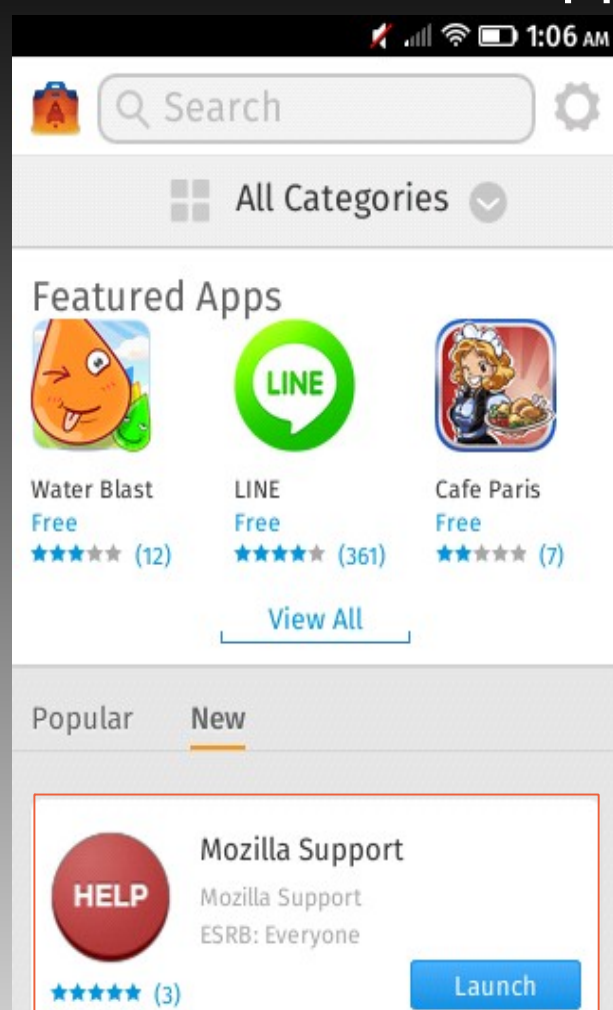 1:06 AM
Search
All Categories
Featured Apps
LINE
Water Blast
Free
(12)
LINE
Free
(361)
Cafe Paris
Free
(7)
View All
Popular New
HELP
Mozilla Support
Mozilla Support
ESRB: Everyone
(3)
Launch